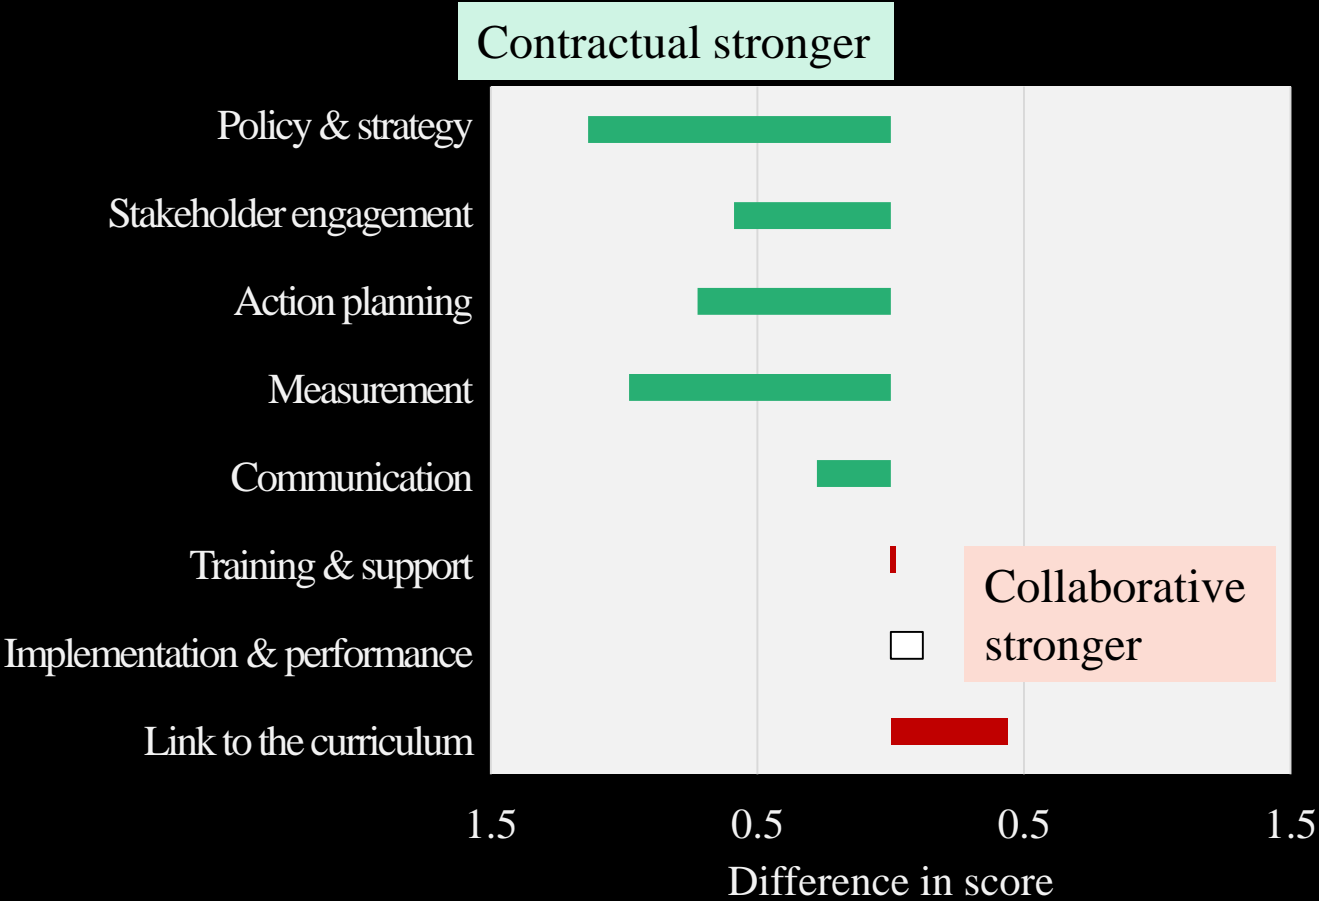 Contractual stronger
Policy & strategy
Stakeholder engagement
Action planning
Measurement
Communication
Training & support
Implementation & performance
Link to the curriculum
Collaborative
stronger
1.5 0.5 0.5 1.5
Difference in score